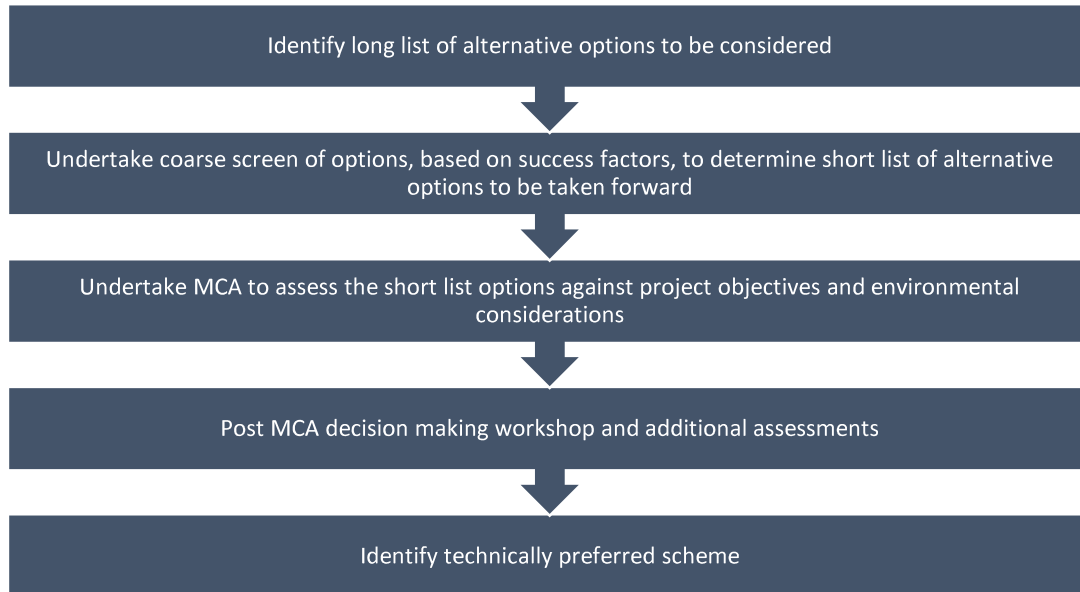 Identify long list of alternative options to be considered
Undertake coarse screen of options, based on success factors, to determine short list of alternative
options to be taken forward
Undertake MCA to assess the short list options against project objectives and environmental
considerations
Post MCA decision making workshop and additional assessments
Identify technically preferred scheme